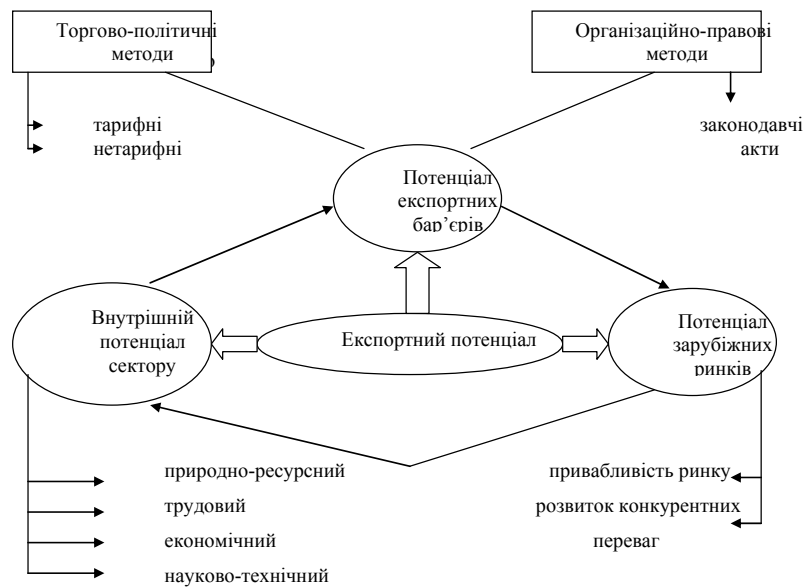 Торгово-політичні
методи
Організаційно-правові
методи
тарифні
нетарифні
законодавчі
акти
Потенціал
експортних
бар’єрів
Внутрішній
потенціал
сектору
Експортний потенціал
Потенціал
зарубіжних
ринків
природно-ресурсний
трудовий
економічний
науково-технічний
привабливість ринку
розвиток конкурентних
переваг